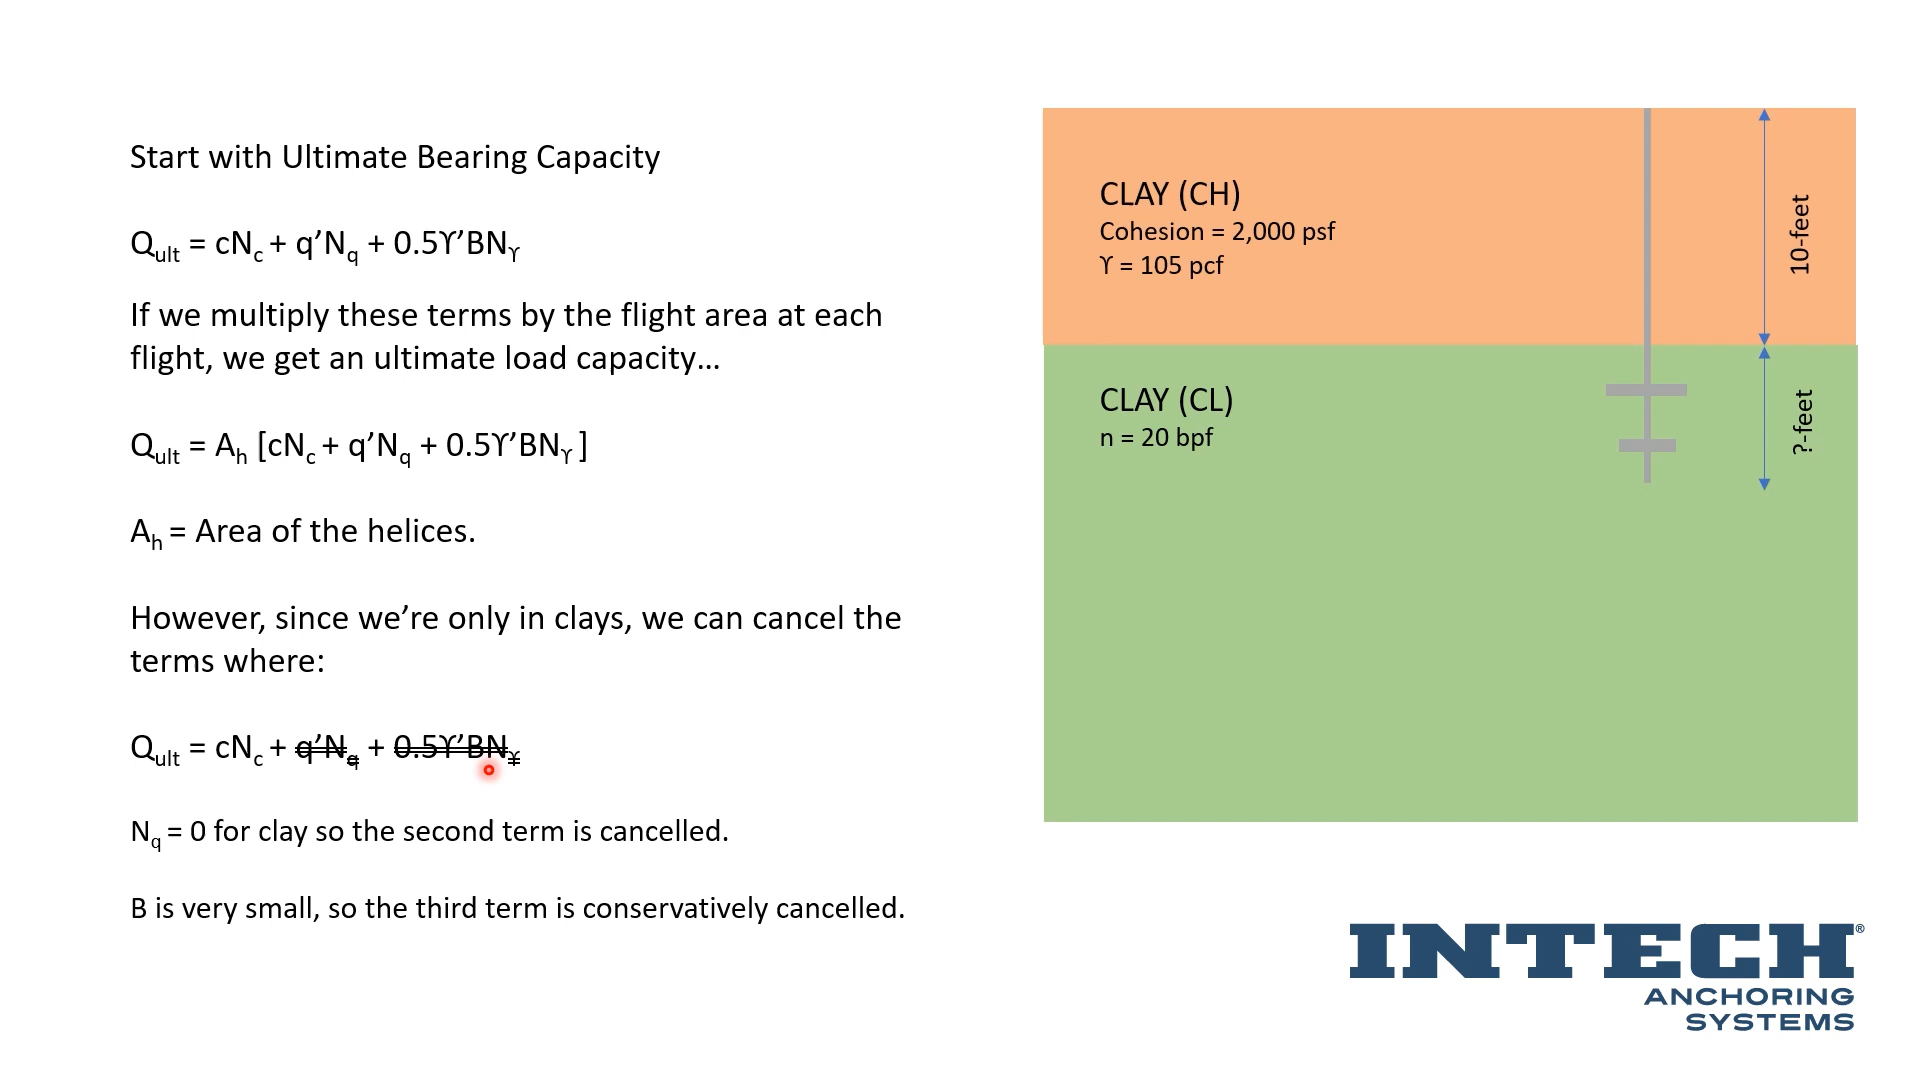 Start with Ultimate Bearing Capacity
Qult = cNc + q’Nq + 0.5ϒ’BNϒ
If we multiply these terms by the flight area at each
flight, we get an ultimate load capacity…
Qult = Ah [cNc + q’Nq + 0.5ϒ’BNϒ ]
Ah = Area of the helices.
However, since we’re only in clays, we can cancel the
terms where:
Qult = cNc + q’Nq + 0.5ϒ’BNϒ
Nq = 0 for clay so the second term is cancelled.
B is very small, so the third term is conservatively cancelled.
CLAY (CH)
Cohesion = 2,000 psf
ϒ = 105 pcf
10-feet
CLAY (CL)
n = 20 bpf
?-feet
INTECH®
ANCHORING
SYSTEMS